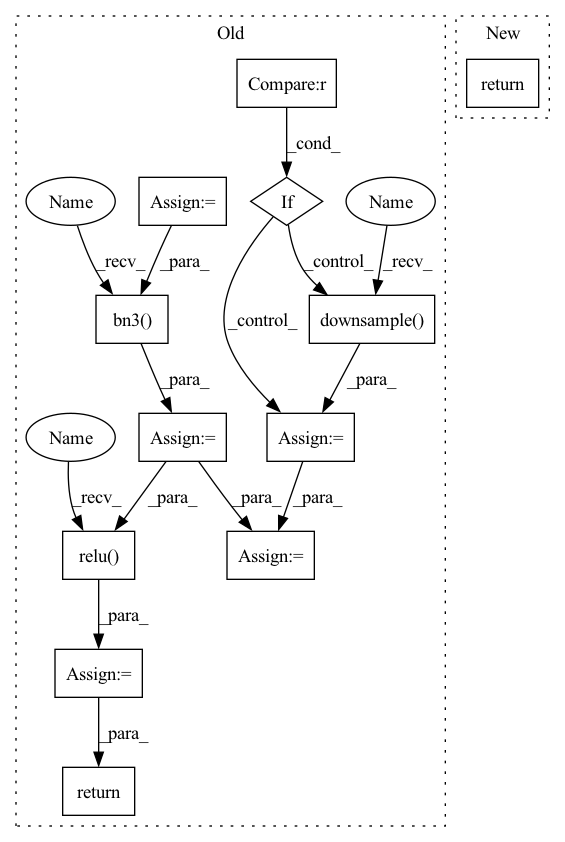 Old
New
Compare:r
return
_cond_
Name
Assign:=
If
Name
_recv_
_para_
_control_
_recv_
bn3()
_control_
downsample()
_para_
_para_
Name
Assign:=
Assign:=
_recv_
_para_
_para_
_para_
relu()
Assign:=
_para_
Assign:=
_para_
return